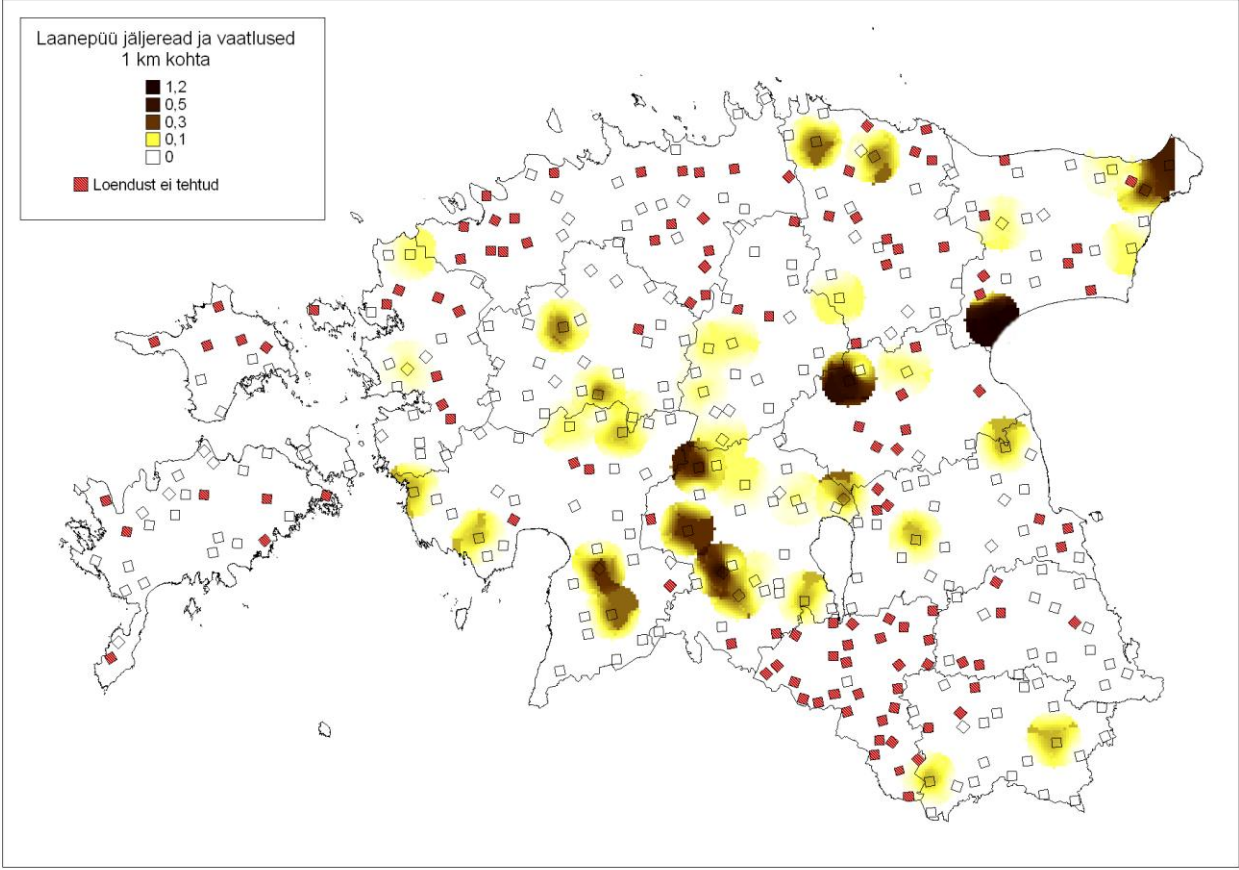 Laanepüü jäljeread ja vaatlused
1 km kohta
1,2
0,5
0,3
0,1
0
Loendust ei tehtud